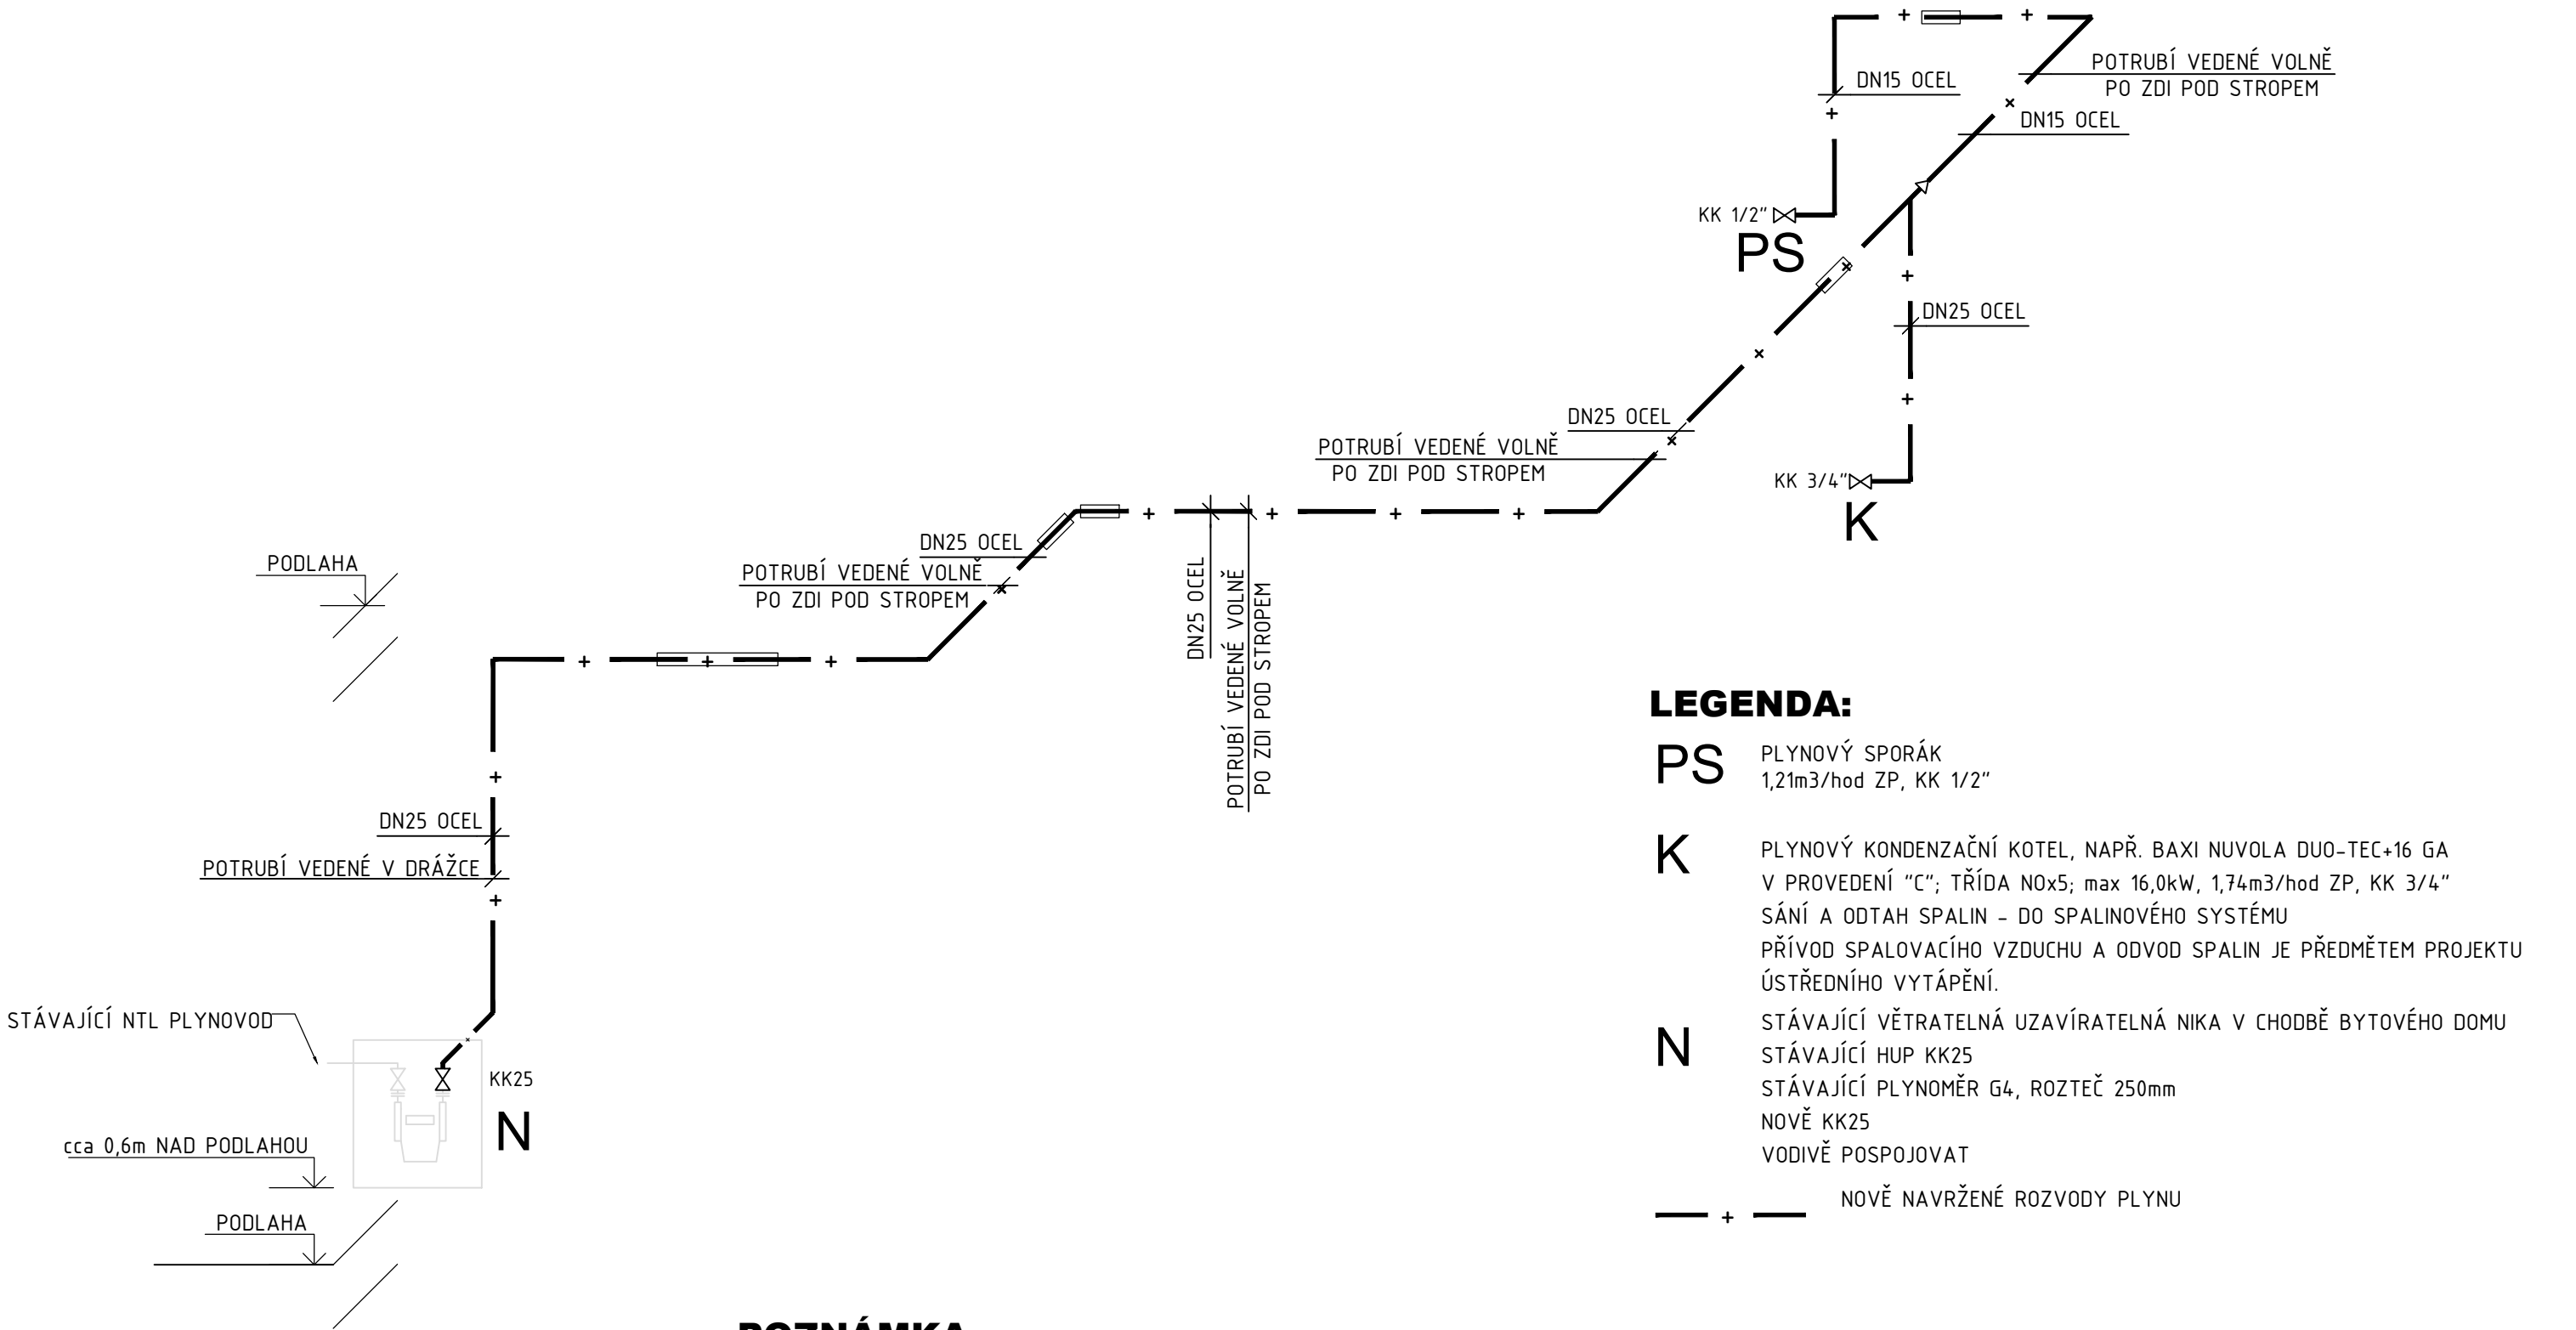 DN15 OCEL
POTRUBÍ VEDENÉ VOLNĚ
PO ZDI POD STROPEM
DN15 OCEL
KK 1/2"
PS
DN25 OCEL
DN25 OCEL
POTRUBÍ VEDENÉ VOLNĚ
PO ZDI POD STROPEM
KK 3/4"
K
DN25 OCEL
POTRUBÍ VEDENÉ VOLNĚ
PO ZDI POD STROPEM
DN25 OCEL
POTRUBÍ VEDENÉ VOLNĚ
PO ZDI POD STROPEM
PODLAHA
DN25 OCEL
POTRUBÍ VEDENÉ V DRÁŽCE
STÁVAJÍCÍ NTL PLYNOVOD
KK25
N
cca 0,6m NAD PODLAHOU
PODLAHA
LEGENDA:
PS
PLYNOVÝ SPORÁK
1,21m3/hod ZP, KK 1/2"
K
PLYNOVÝ KONDENZAČNÍ KOTEL, NAPŘ. BAXI NUVOLA DUO-TEC+16 GA
V PROVEDENÍ "C"; TŘÍDA NOx5; max 16,0kW, 1,74m3/hod ZP, KK 3/4"
SÁNÍ A ODTAH SPALIN - DO SPALINOVÉHO SYSTÉMU
PŘÍVOD SPALOVACÍHO VZDUCHU A ODVOD SPALIN JE PŘEDMĚTEM PROJEKTU
ÚSTŘEDNÍHO VYTÁPĚNÍ.
N
STÁVAJÍCÍ VĚTRATELNÁ UZAVÍRATELNÁ NIKA V CHODBĚ BYTOVÉHO DOMU
STÁVAJÍCÍ HUP KK25
STÁVAJÍCÍ PLYNOMĚR G4, ROZTEČ 250mm
NOVĚ KK25
VODIVĚ POSPOJOVAT
NOVĚ NAVRŽENÉ ROZVODY PLYNU
POZNÁMKA